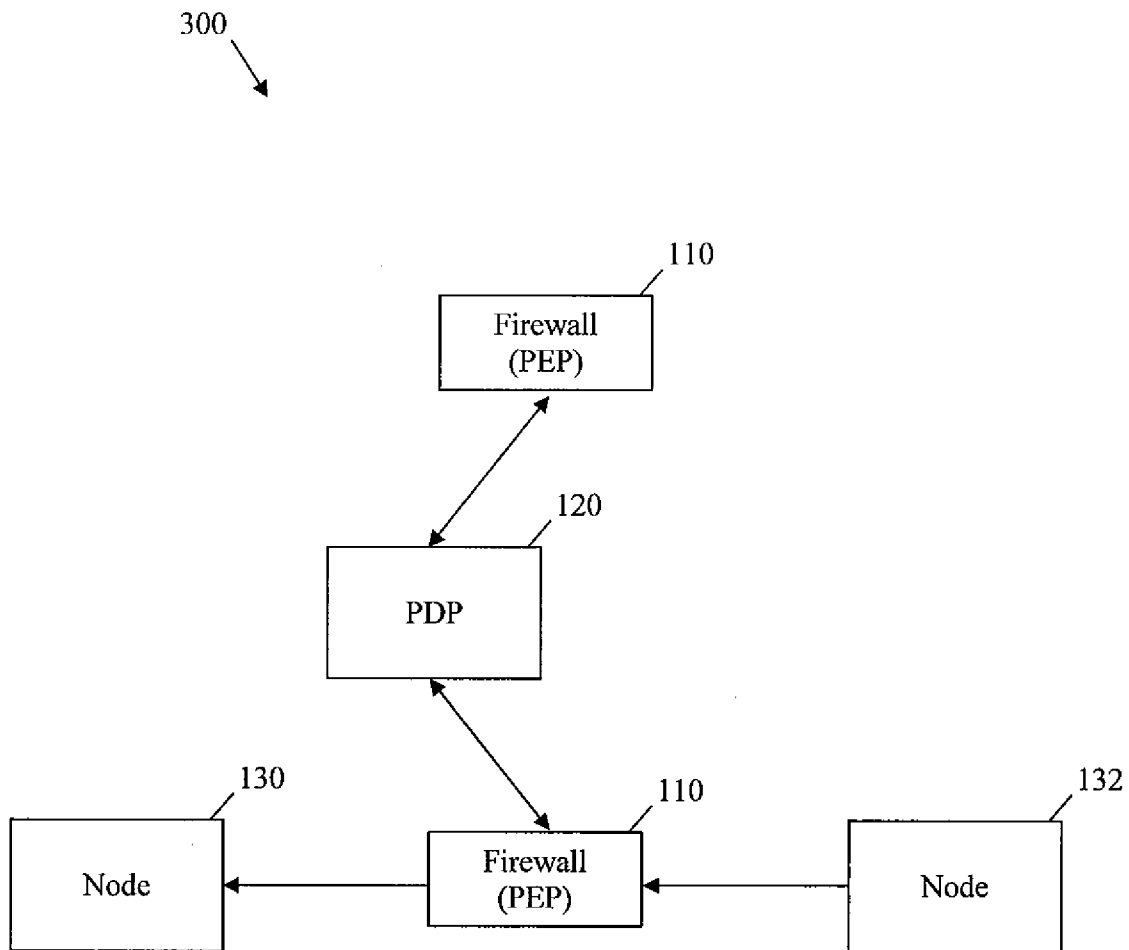 300
110
Firewall
(PEP)
120
PDP
130
Node
110
Firewall
(PEP)
132
Node